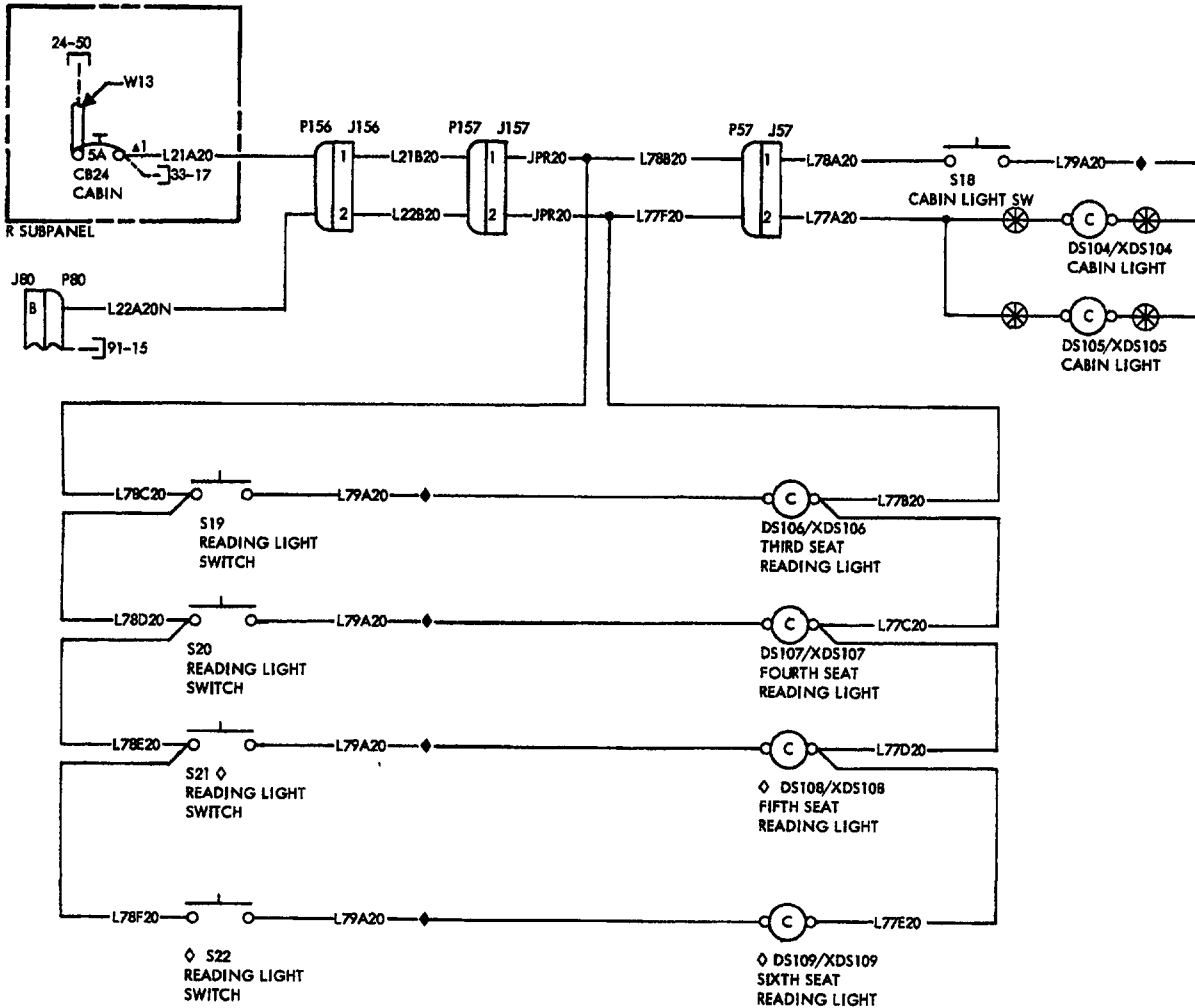 24-50
W13
5A
▲1
L21A20
33-17
CB24
CABIN
R SUBPANEL
P156 J156
1
2
L21B20
L22B20
P157 J157
1
2
JPR20
JPR20
L78B20
L77F20
P57 J57
1
2
L78A20
L77A20
S18
CABIN LIGHT SW
L79A20
C
DS104/XDS104
CABIN LIGHT
C
DS105/XDS105
CABIN LIGHT
J80 P80
B
L22A20N
91-15
L78C20
S19
READING LIGHT
SWITCH
L79A20
C
L77B20
DS106/XDS106
THIRD SEAT
READING LIGHT
L78D20
S20
READING LIGHT
SWITCH
L79A20
C
L77C20
DS107/XDS107
FOURTH SEAT
READING LIGHT
L78E20
S21 ◊
READING LIGHT
SWITCH
L79A20
C
L77D20
◊ DS108/XDS108
FIFTH SEAT
READING LIGHT
L78F20
◊ S22
READING LIGHT
SWITCH
L79A20
C
L77E20
◊ DS109/XDS109
SIXTH SEAT
READING LIGHT